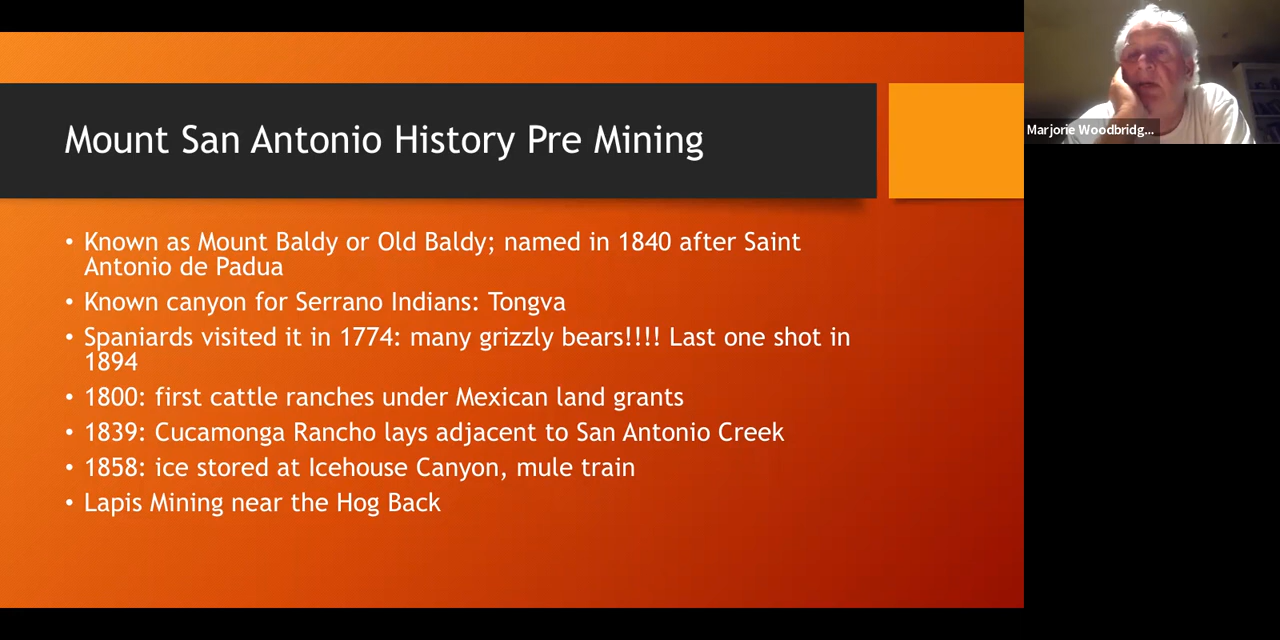 Mount San Antonio History Pre Mining
• Known as Mount Baldy or Old Baldy; named in 1840 after Saint
Antonio de Padua
• Known canyon for Serrano Indians: Tongva
• Spaniards visited it in 1774: many grizzly bears!!!! Last one shot in
1894
• 1800: first cattle ranches under Mexican land grants
• 1839: Cucamonga Rancho lays adjacent to San Antonio Creek
• 1858: ice stored at Icehouse Canyon, mule train
• Lapis Mining near the Hog Back
Marjorie Woodbridg...